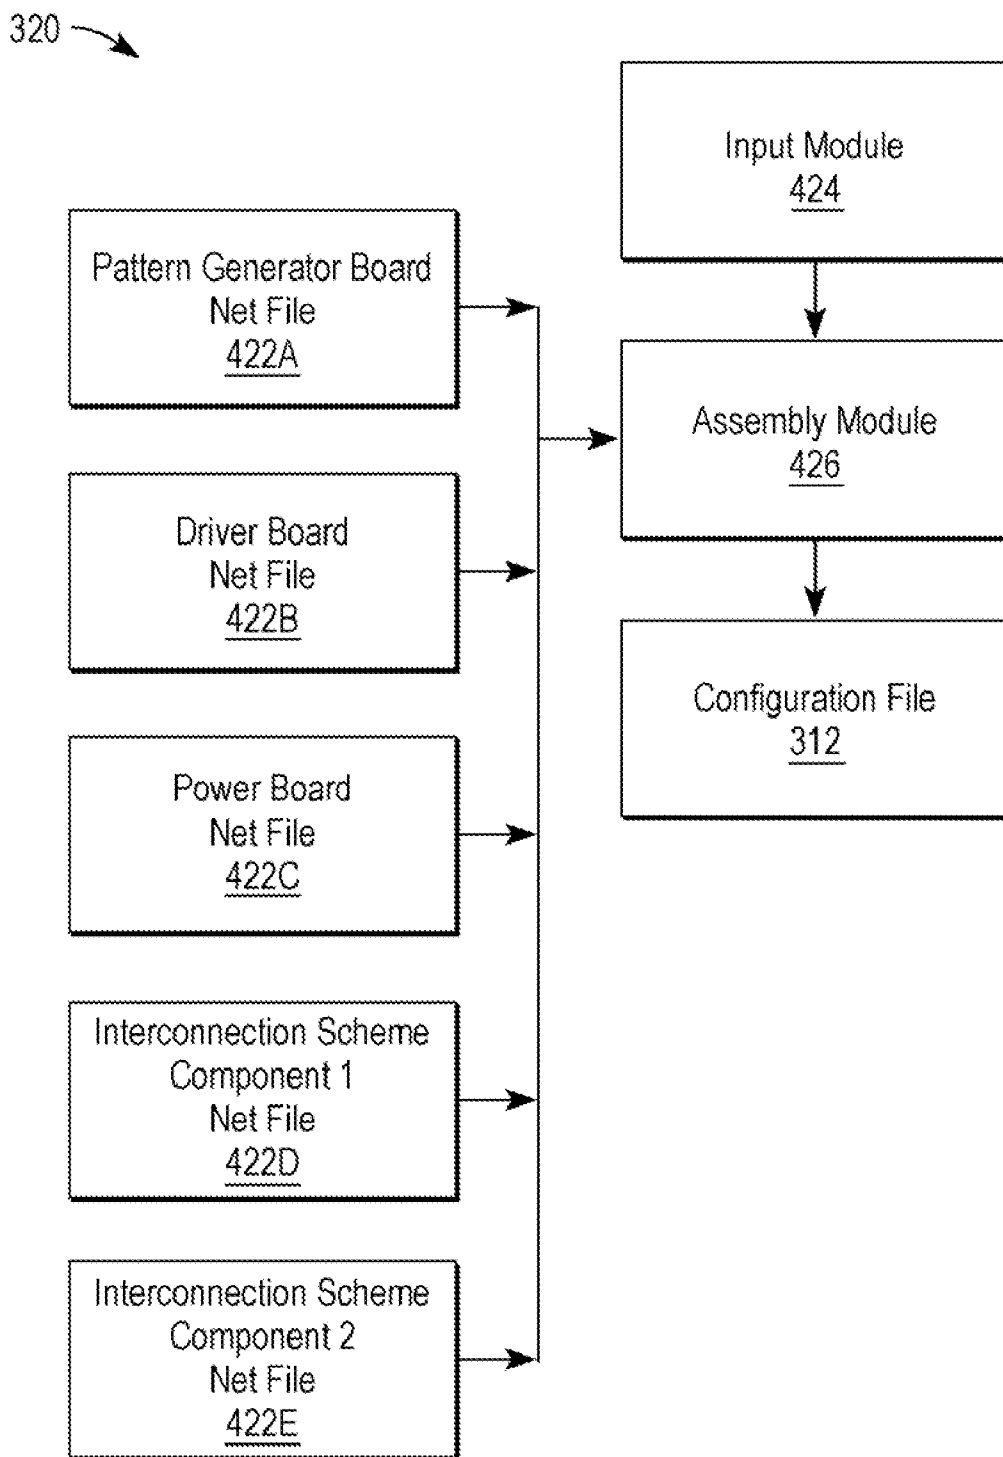 320
Input Module
424
Pattern Generator Board
Net File
422A
Assembly Module
426
Driver Board
Net File
422B
Configuration File
312
Power Board
Net File
422C
Interconnection Scheme
Component 1
Net File
422D
Interconnection Scheme
Component 2
Net File
422E